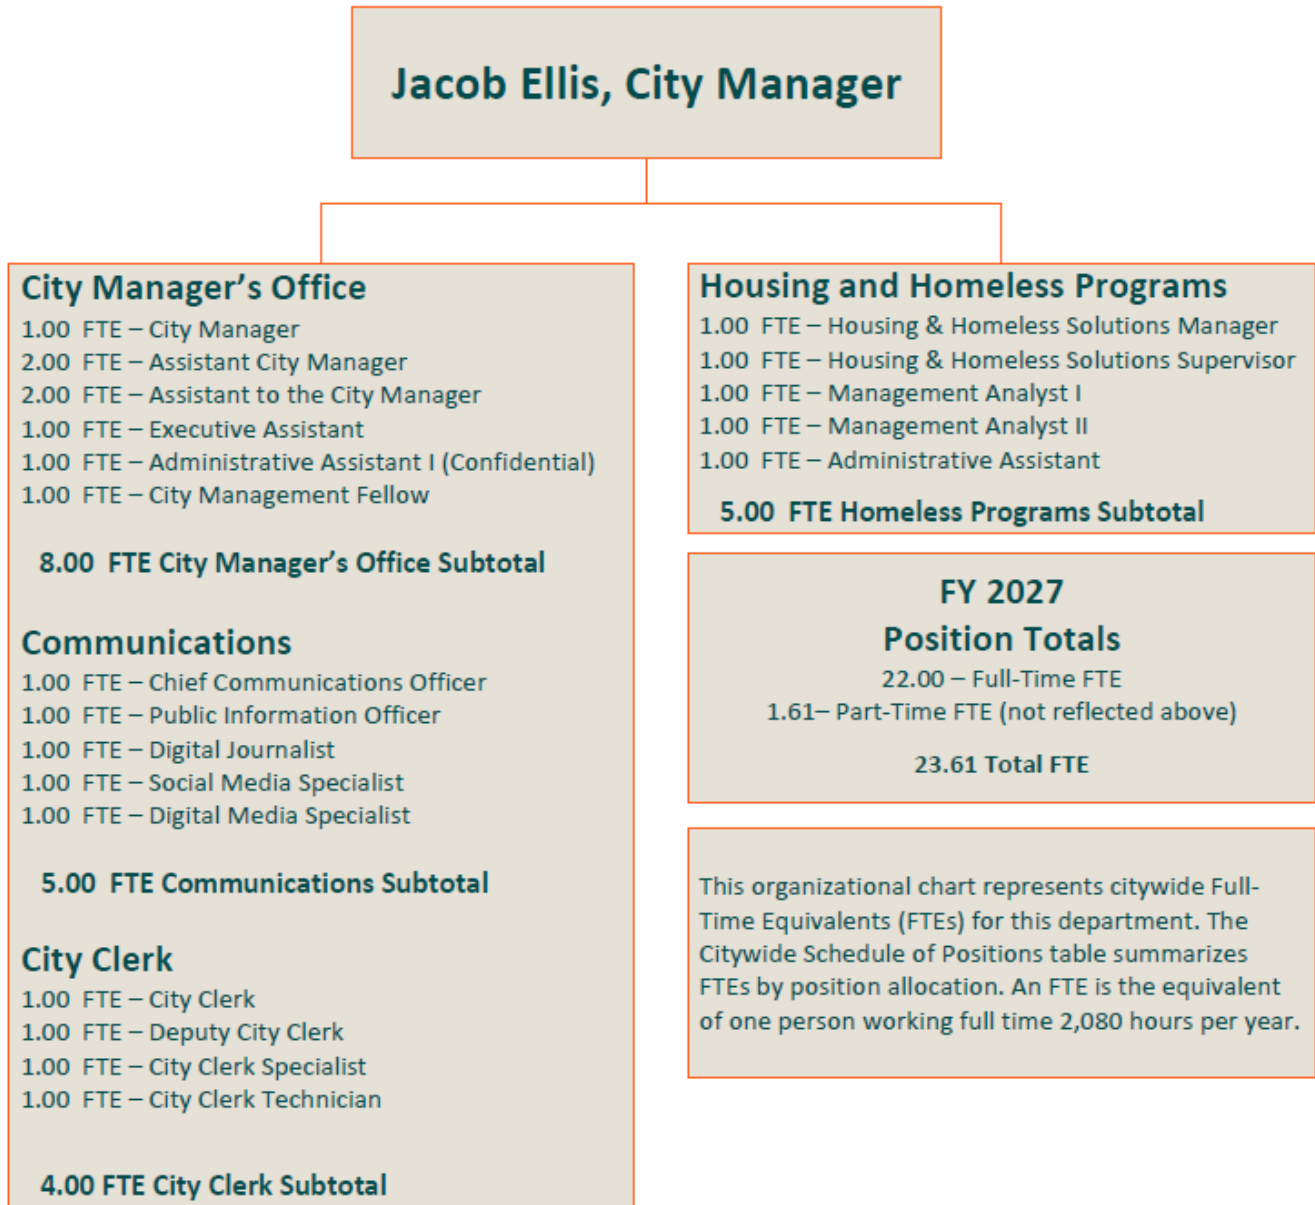 Jacob Ellis, City Manager
City Manager’s Office
1.00 FTE – City Manager
2.00 FTE – Assistant City Manager
2.00 FTE – Assistant to the City Manager
1.00 FTE – Executive Assistant
1.00 FTE – Administrative Assistant I (Confidential)
1.00 FTE – City Management Fellow
8.00 FTE City Manager’s Office Subtotal
Communications
1.00 FTE – Chief Communications Officer
1.00 FTE – Public Information Officer
1.00 FTE – Digital Journalist
1.00 FTE – Social Media Specialist
1.00 FTE – Digital Media Specialist
5.00 FTE Communications Subtotal
City Clerk
1.00 FTE – City Clerk
1.00 FTE – Deputy City Clerk
1.00 FTE – City Clerk Specialist
1.00 FTE – City Clerk Technician
4.00 FTE City Clerk Subtotal
Housing and Homeless Programs
1.00 FTE – Housing & Homeless Solutions Manager
1.00 FTE – Housing & Homeless Solutions Supervisor
1.00 FTE – Management Analyst I
1.00 FTE – Management Analyst II
1.00 FTE – Administrative Assistant
5.00 FTE Homeless Programs Subtotal
FY 2027
Position Totals
22.00 – Full-Time FTE
1.61– Part-Time FTE (not reflected above)
23.61 Total FTE
This organizational chart represents citywide Full-
Time Equivalents (FTEs) for this department. The
Citywide Schedule of Positions table summarizes
FTEs by position allocation. An FTE is the equivalent
of one person working full time 2,080 hours per year.